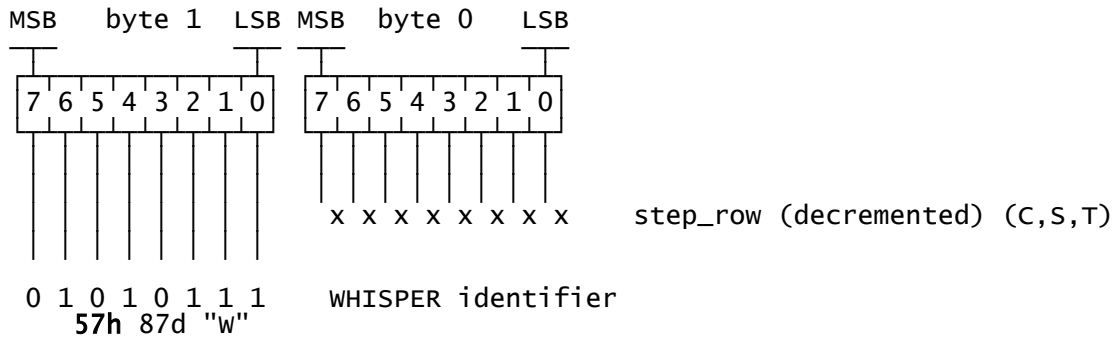 MSB byte 1 LSB MSB byte 0 LSB
7 6 5 4 3 2 1 0 7 6 5 4 3 2 1 0
x x x x x x x x step_row (decremented) (C,S,T)
0 1 0 1 0 1 1 1 WHISPER identifier
57h 87d "W"